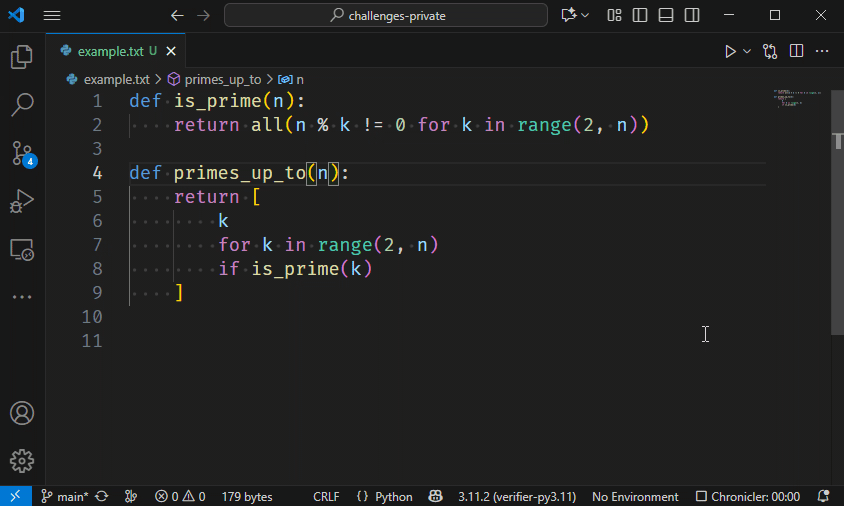 challenges-private
example.txt U
example.txt > primes_up_to > n
1 def is_prime(n):
2 ····return·all(n·%·k·!=·0·for·k·in·range(2,·n))
3
4 def·primes_up_to(n):
5 ····return·[
6 ········k
7 ········for·k·in·range(2,·n)
8 ········if·is_prime(k)
9 ····]
10
11
4
main* 0 0 179 bytes CRLF {} Python 3.11.2 (verifier-py3.11) No Environment Chronicler: 00:00